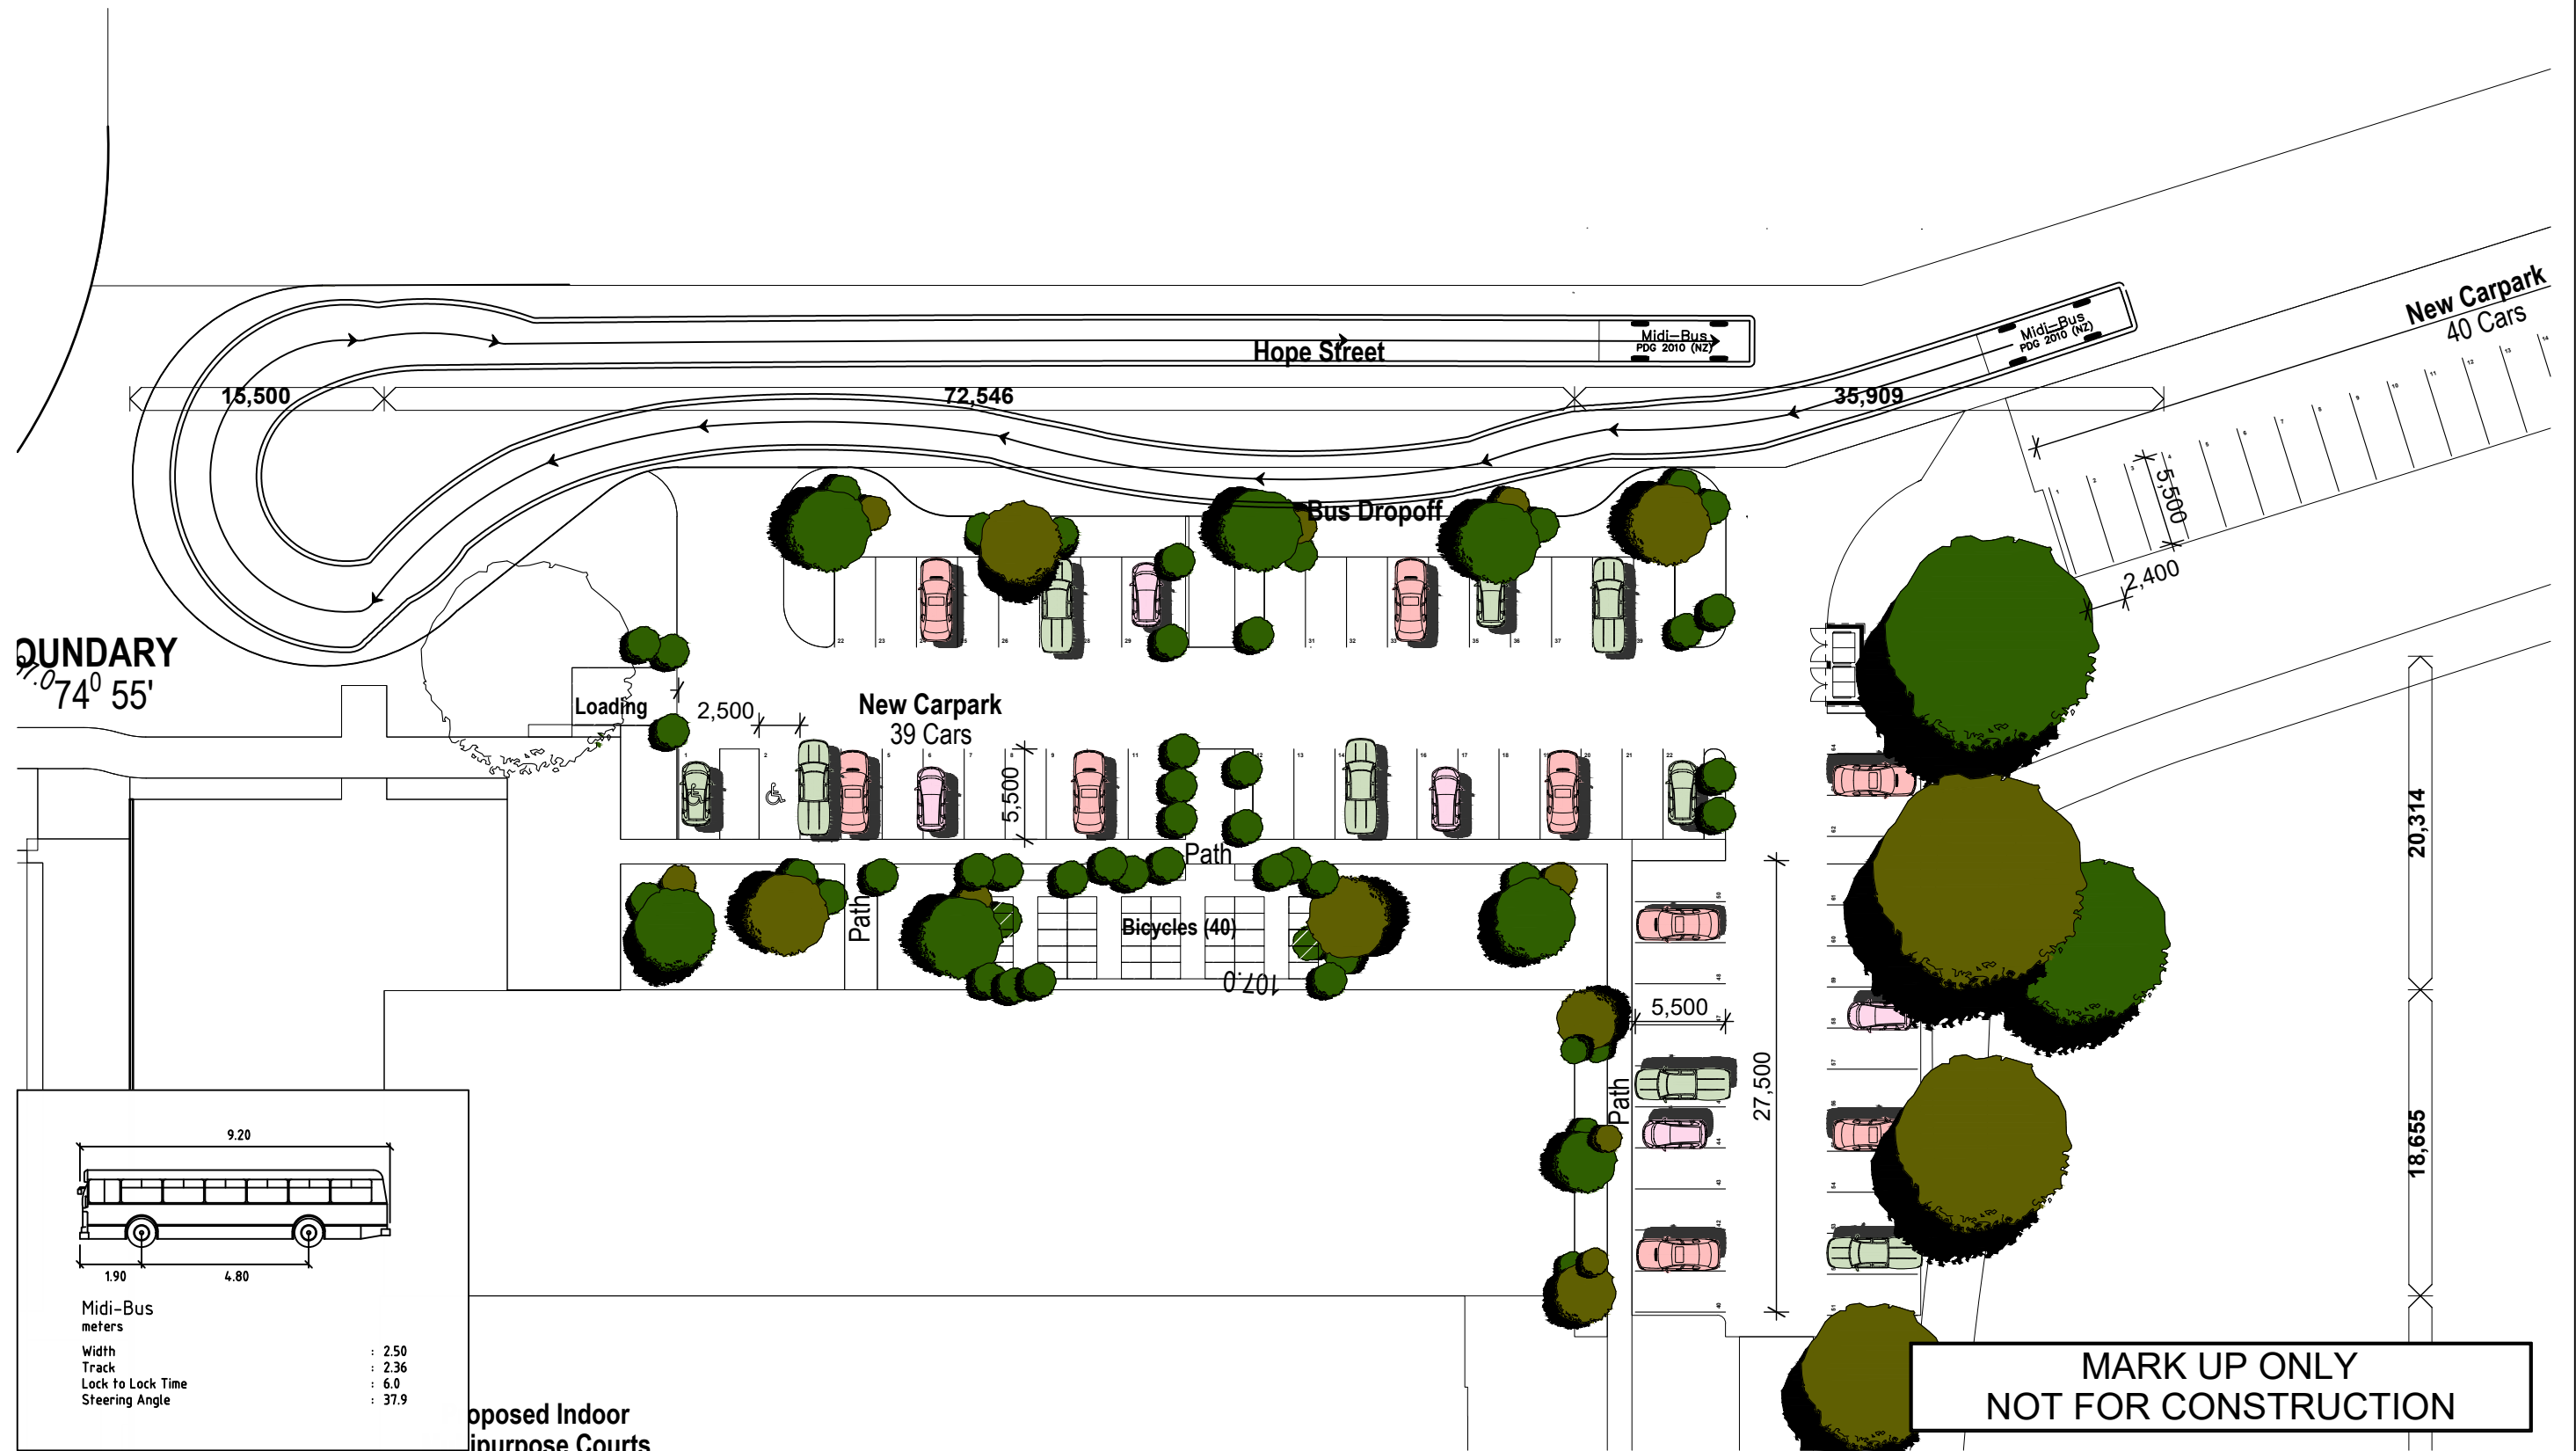 New Carpark
40 Cars
Midi-Bus
PDG 2010 (NZ)
Midi-Bus
PDG 2010 (NZ)
Hope Street
15,500
72,546
35,909
5,500
2,400
Bus Dropoff
OUNDARY
97.0
74⁰ 55'
Loading
2,500
New Carpark
39 Cars
5,500
Path
Path
Bicycles (40)
107.0
5,500
27,500
Path
20,314
18,655
9.20
1.90
4.80
Midi-Bus
meters
Width : 2.50
Track : 2.36
Lock to Lock Time : 6.0
Steering Angle : 37.9
oposed Indoor
ipurpose Courts
MARK UP ONLY
NOT FOR CONSTRUCTION